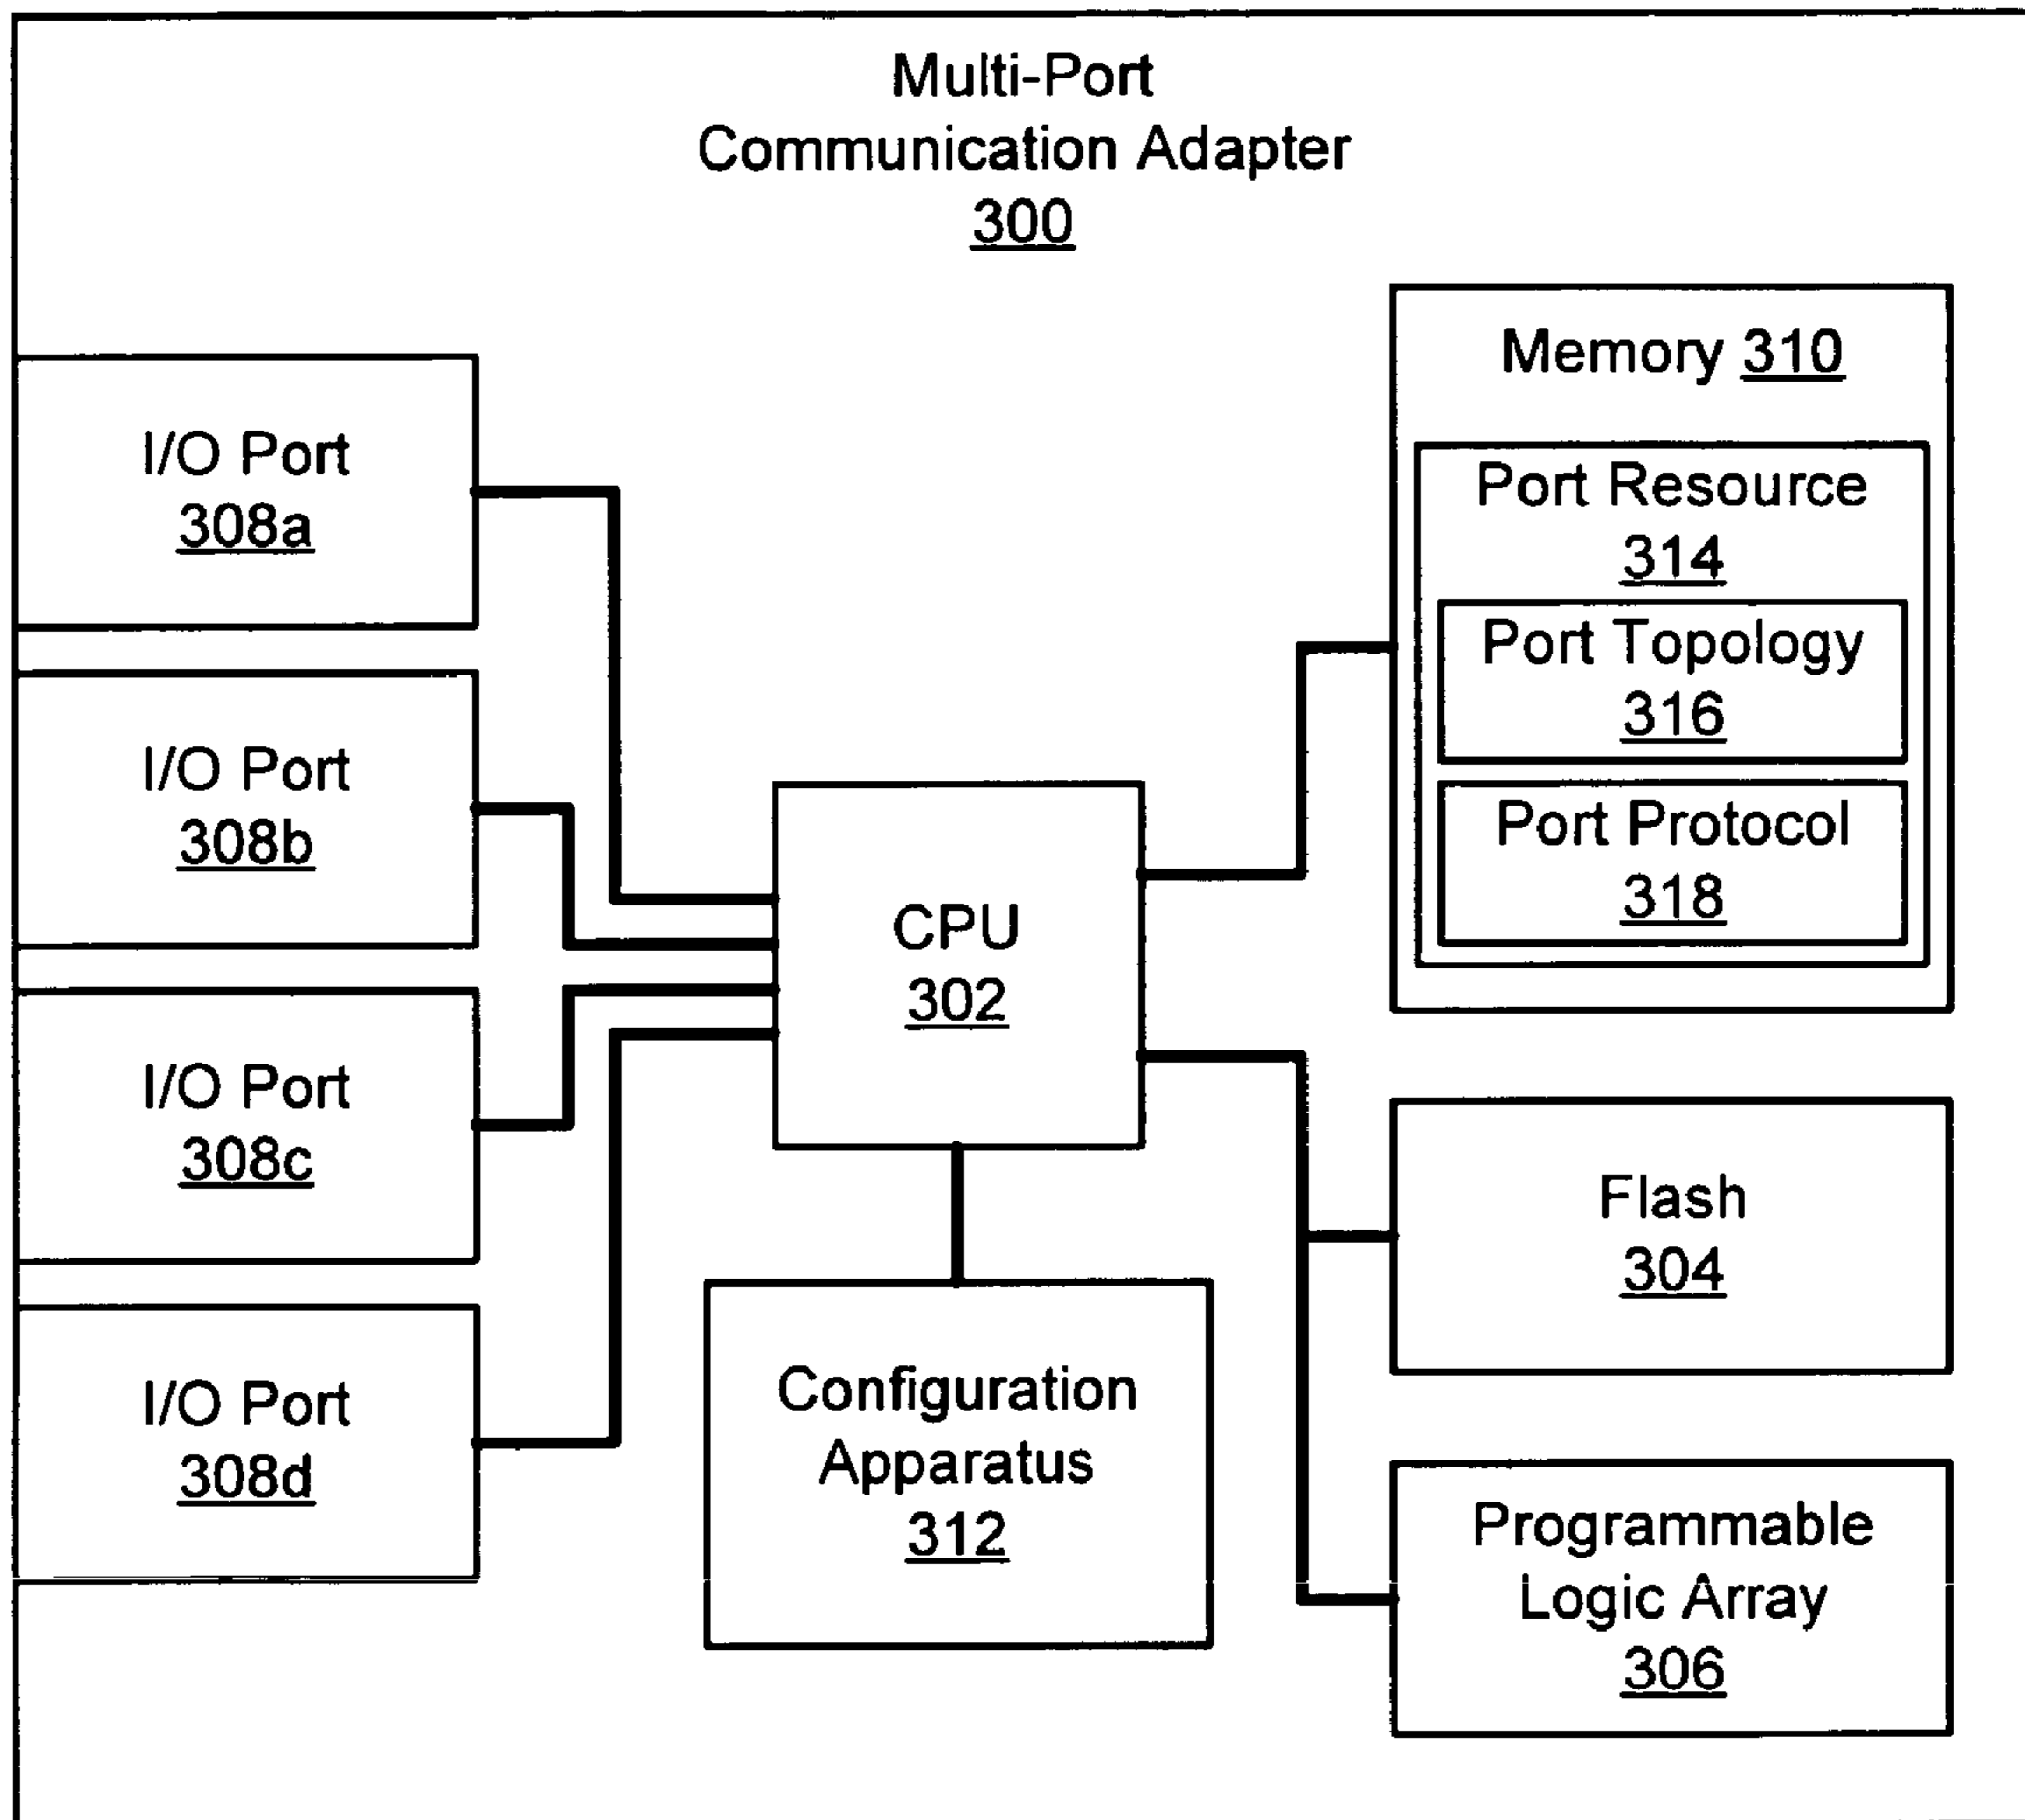 Multi-Port
Communication Adapter
300
I/O Port
308a
I/O Port
308b
I/O Port
308c
I/O Port
308d
CPU
302
Configuration
Apparatus
312
Memory 310
Port Resource
314
Port Topology
316
Port Protocol
318
Flash
304
Programmable
Logic Array
306